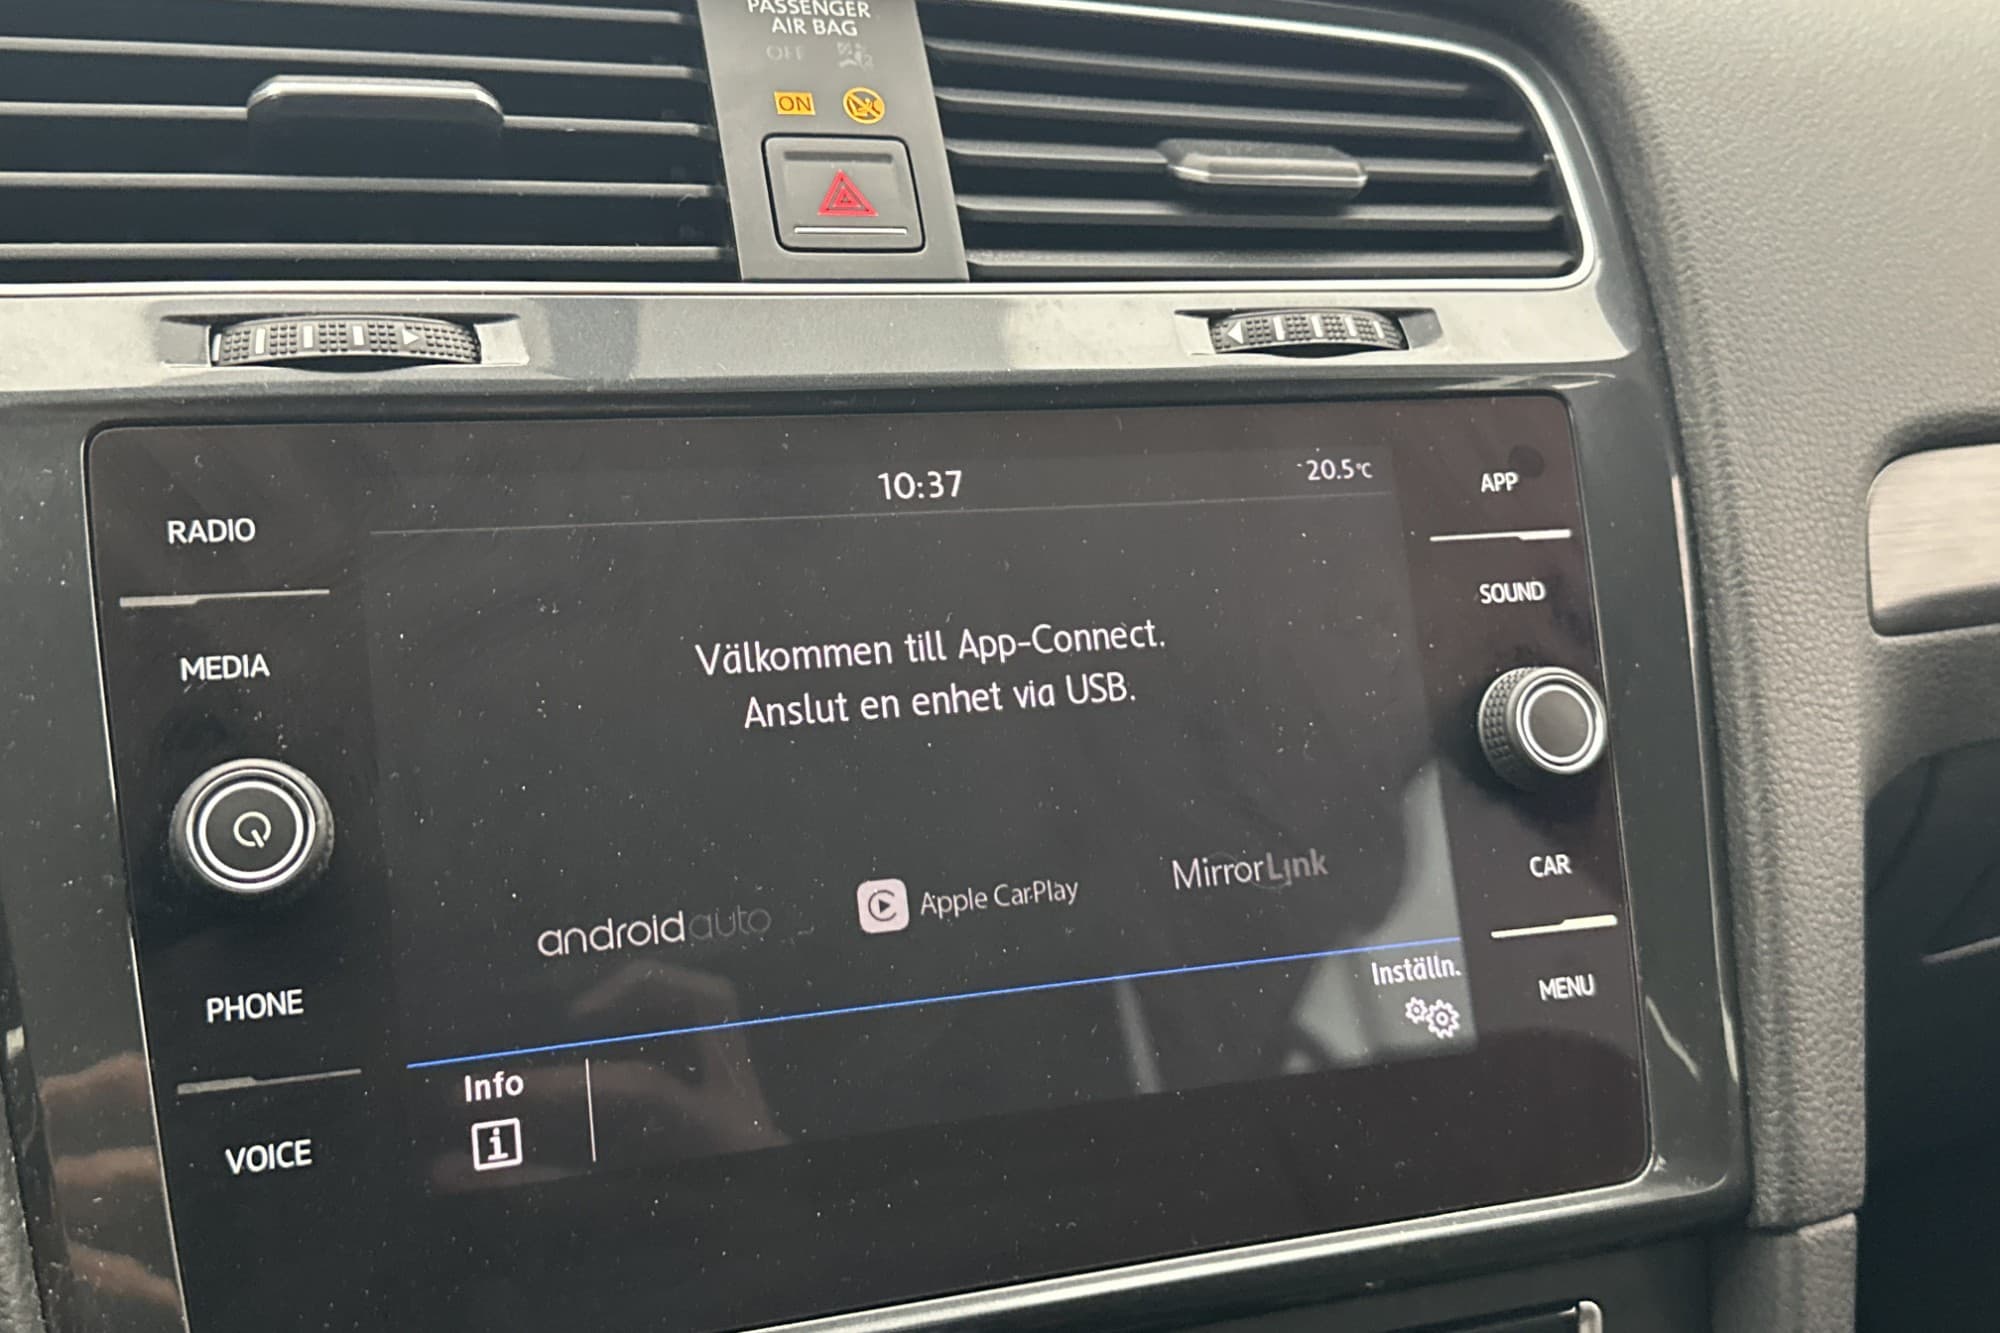 PASSENGER
AIR BAG
OFF
ON
10:37
20.5°C
RADIO
MEDIA
PHONE
VOICE
Välkommen till App-Connect.
Anslut en enhet via USB.
androidauto
Apple CarPlay
MirrorLink
Info
Inställn.
APP
SOUND
CAR
MENU